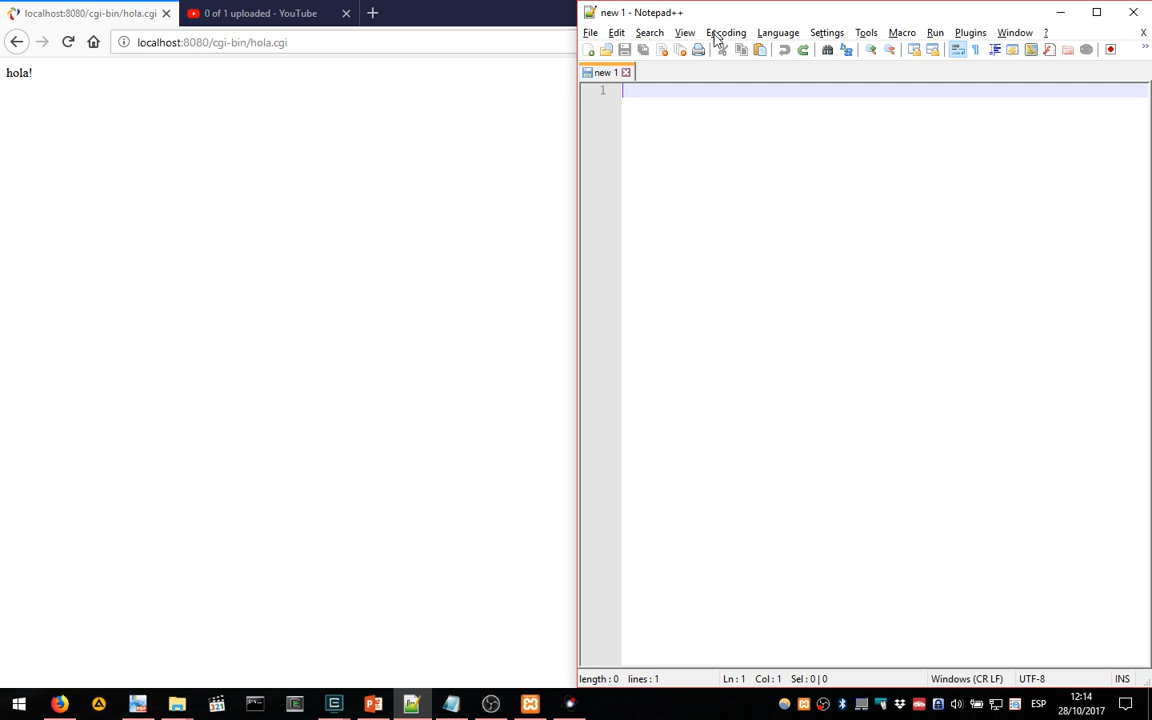 localhost:8080/cgi-bin/hola.cgi
0 of 1 uploaded - YouTube
localhost:8080/cgi-bin/hola.cgi
hola!
new 1 - Notepad++
File Edit Search View Encoding Language Settings Tools Macro Run Plugins Window ? X
new 1
1
length : 0 lines : 1 Ln : 1 Col : 1 Sel : 0 | 0 Windows (CR LF) UTF-8 INS
ESP
12:14
28/10/2017